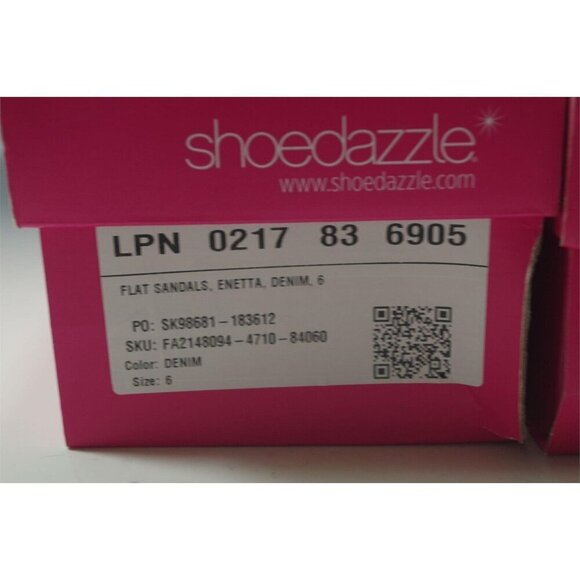 shoedazzle
www.shoedazzle.com
LPN 0217 83 6905
FLAT SANDALS, ENETTA, DENIM, 6
PO: SK98681-183612
SKU: FA2148094-4710-84060
Color: DENIM
Size: 6